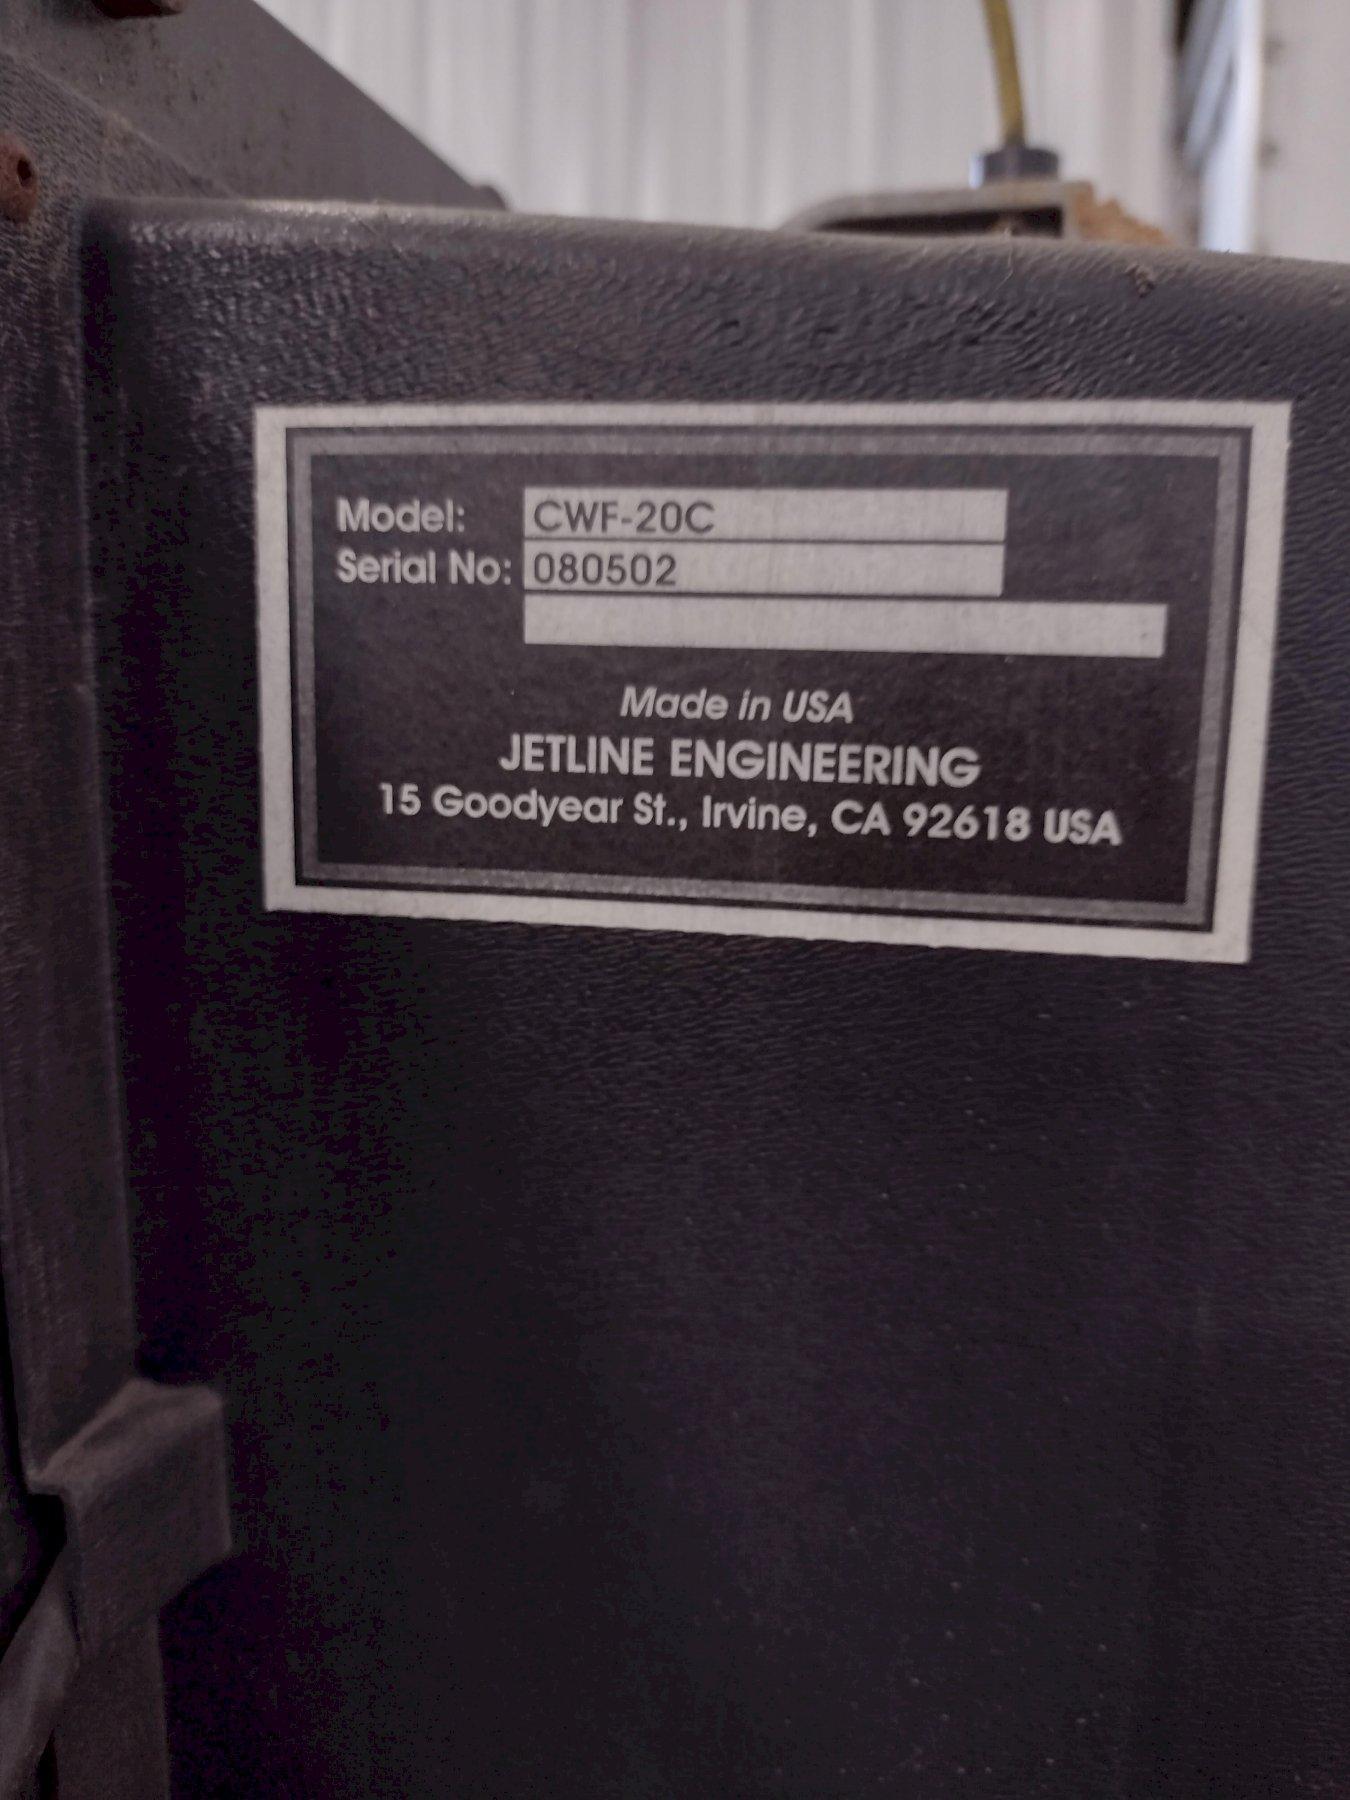 Model: CWF-20C
Serial No: 080502
Made in USA
JETLINE ENGINEERING
15 Goodyear St., Irvine, CA 92618 USA